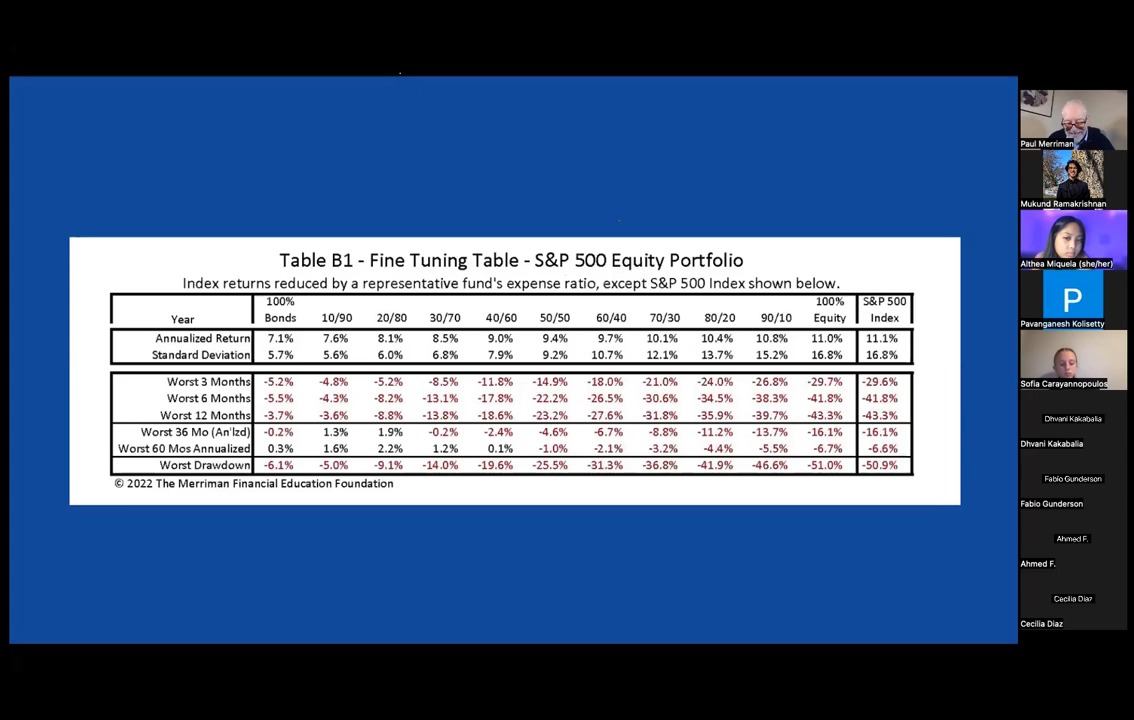 Table B1 - Fine Tuning Table - S&P 500 Equity Portfolio
Index returns reduced by a representative fund's expense ratio, except S&P 500 Index shown below.
100% 100% S&P 500
Year Bonds 10/90 20/80 30/70 40/60 50/50 60/40 70/30 80/20 90/10 Equity Index
Annualized Return 7.1% 7.6% 8.1% 8.5% 9.0% 9.4% 9.7% 10.1% 10.4% 10.8% 11.0% 11.1%
Standard Deviation 5.7% 5.6% 6.0% 6.8% 7.9% 9.2% 10.7% 12.1% 13.7% 15.2% 16.8% 16.8%
Worst 3 Months -5.2% -4.8% -5.2% -8.5% -11.8% -14.9% -18.0% -21.0% -24.0% -26.8% -29.7% -29.6%
Worst 6 Months -5.5% -4.3% -8.2% -13.1% -17.8% -22.2% -26.5% -30.6% -34.5% -38.3% -41.8% -41.8%
Worst 12 Months -3.7% -3.6% -8.8% -13.8% -18.6% -23.2% -27.6% -31.8% -35.9% -39.7% -43.3% -43.3%
Worst 36 Mo (An'lzd) -0.2% 1.3% 1.9% -0.2% -2.4% -4.6% -6.7% -8.8% -11.2% -13.7% -16.1% -16.1%
Worst 60 Mos Annualized 0.3% 1.6% 2.2% 1.2% 0.1% -1.0% -2.1% -3.2% -4.4% -5.5% -6.7% -6.6%
Worst Drawdown -6.1% -5.0% -9.1% -14.0% -19.6% -25.5% -31.3% -36.8% -41.9% -46.6% -51.0% -50.9%
© 2022 The Merriman Financial Education Foundation
Paul Merriman
Mukund Ramakrishnan
Althea Miquela (she/her)
P
Pavanganesh Kolisetty
Sofia Carayannopoulos
Dhvani Kakabalia
Dhvani Kakabalia
Fabio Gunderson
Fabio Gunderson
Ahmed F.
Ahmed F.
Cecilia Diaz
Cecilia Diaz